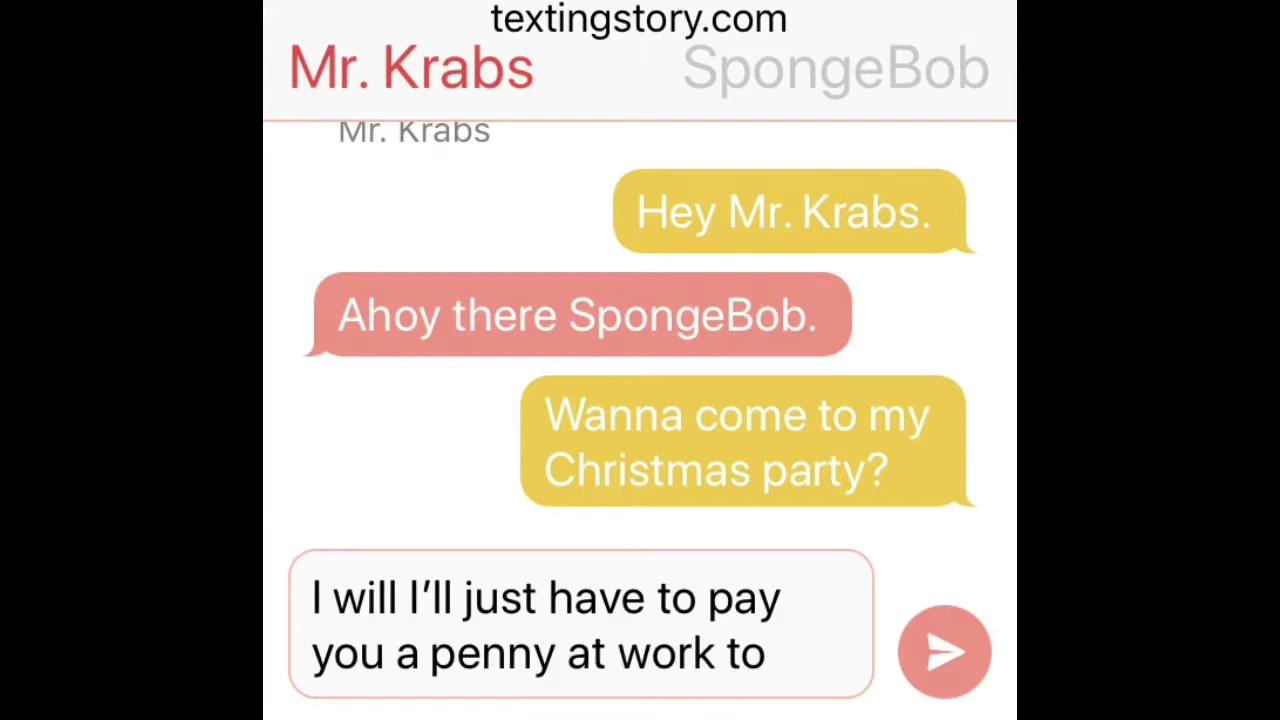 textingstory.com
Mr. Krabs SpongeBob
Mr. Krabs
Hey Mr. Krabs.
Ahoy there SpongeBob.
Wanna come to my
Christmas party?
I will I’ll just have to pay
you a penny at work to